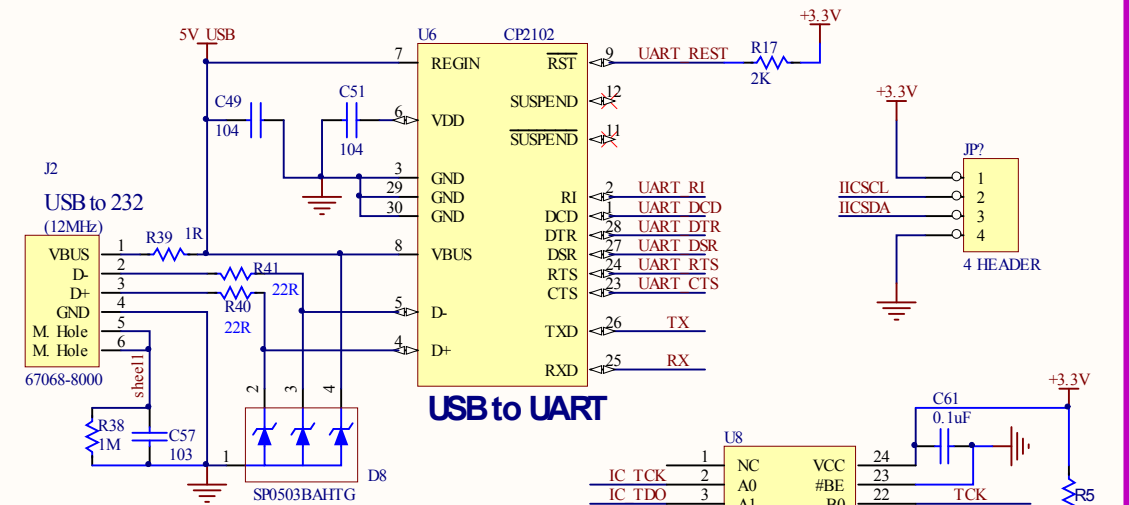 +3.3V
5V_USB
U6 CP2102
7 REGIN RST 9 UART_REST R17
2K
C49 C51
104 104
6 VDD SUSPEND 12
SUSPEND 11
+3.3V
JP?
J2
USB to 232
(12MHz)
3 GND
29 GND
30 GND
RI 2 UART_RI
DCD 1 UART_DCD
DTR 28 UART_DTR
DSR 27 UART_DSR
RTS 24 UART_RTS
CTS 23 UART_CTS
1
IICSCL 2
IICSDA 3
4
4 HEADER
R39 1R
8 VBUS
VBUS 1
D- 2
D+ 3
GND 4
M. Hole 5
M. Hole 6
67068-8000
R41
22R
R40
22R
5 D-
4 D+
TXD 26 TX
RXD 25 RX
sheel1
2 3 4
USB to UART
R38
1M
C57
103
1
D8
SP0503BAHTG
+3.3V
C61
0.1uF
U8
1 NC VCC 24
IC_TCK 2 A0 #BE 23
IC_TDO 3 A1 B0 22 TCK
R5